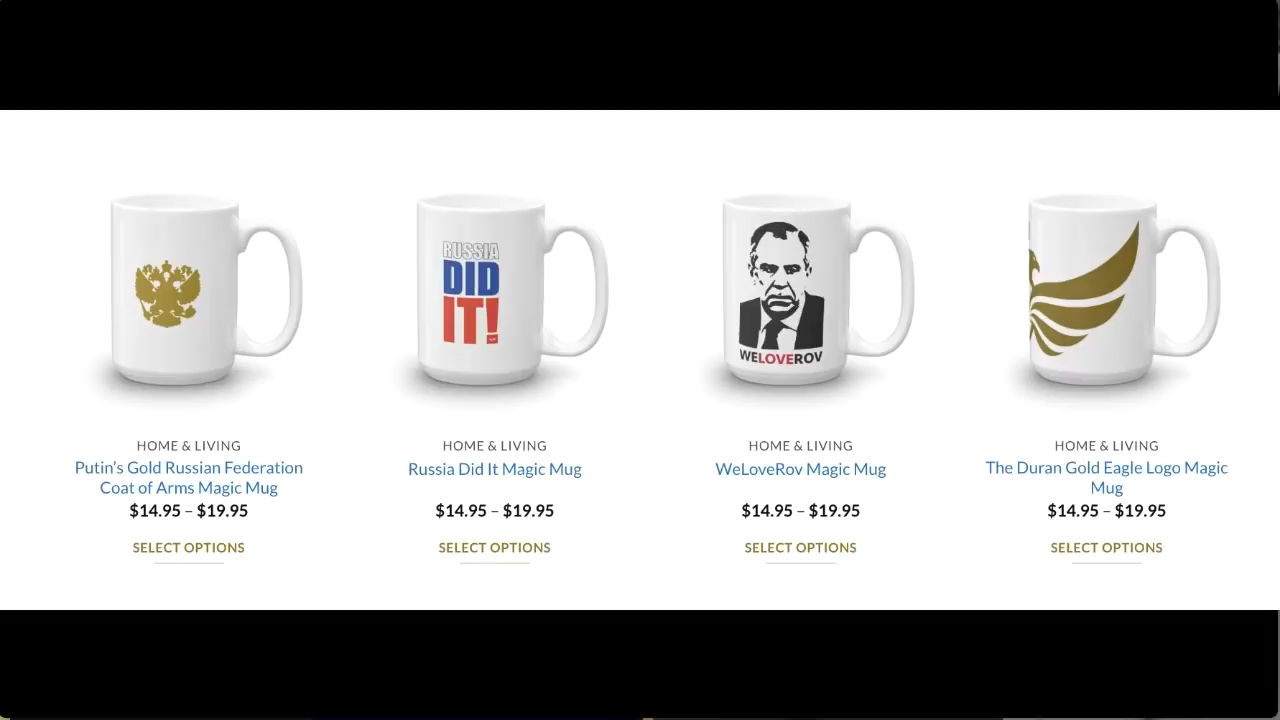 RUSSIA
DID
IT!
WELOVEROV
HOME & LIVING
Putin's Gold Russian Federation
Coat of Arms Magic Mug
$14.95 – $19.95
SELECT OPTIONS
HOME & LIVING
Russia Did It Magic Mug
$14.95 – $19.95
SELECT OPTIONS
HOME & LIVING
WeLoveRov Magic Mug
$14.95 – $19.95
SELECT OPTIONS
HOME & LIVING
The Duran Gold Eagle Logo Magic
Mug
$14.95 – $19.95
SELECT OPTIONS